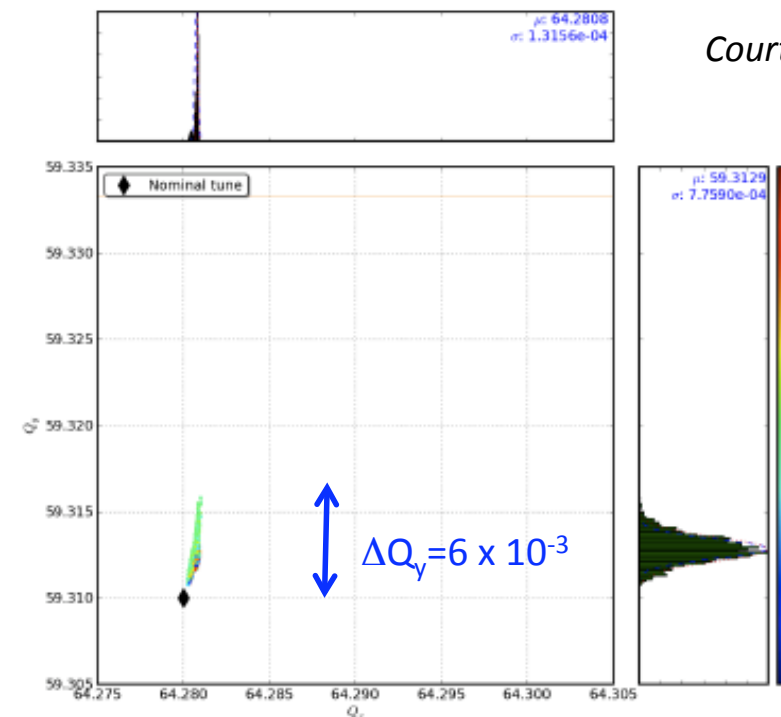 μ: 64.2808
σ: 1.3156e-04
Court
59.335
Nominal tune
μ: 59.3129
σ: 7.7590e-04
59.330
59.325
59.320
Qy
59.315
ΔQy=6 x 10-3
59.310
59.305
64.275 64.280 64.285 64.290 64.295 64.300 64.305